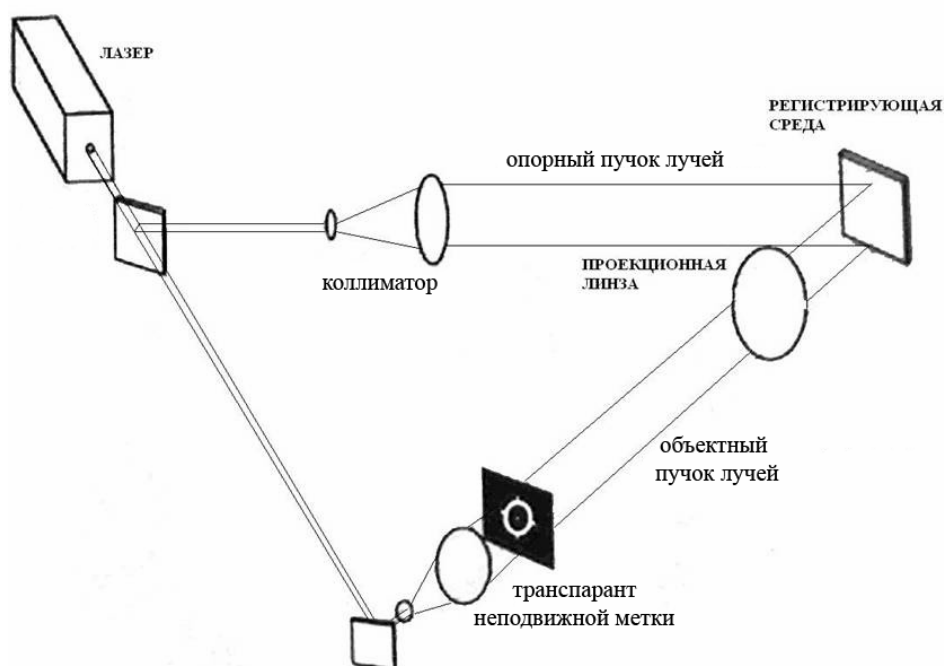 ЛАЗЕР
РЕГИСТРИРУЮЩАЯ
СРЕДА
опорный пучок лучей
коллиматор
ПРОЕКЦИОННАЯ
ЛИНЗА
объектный
пучок лучей
транспарант
неподвижной метки